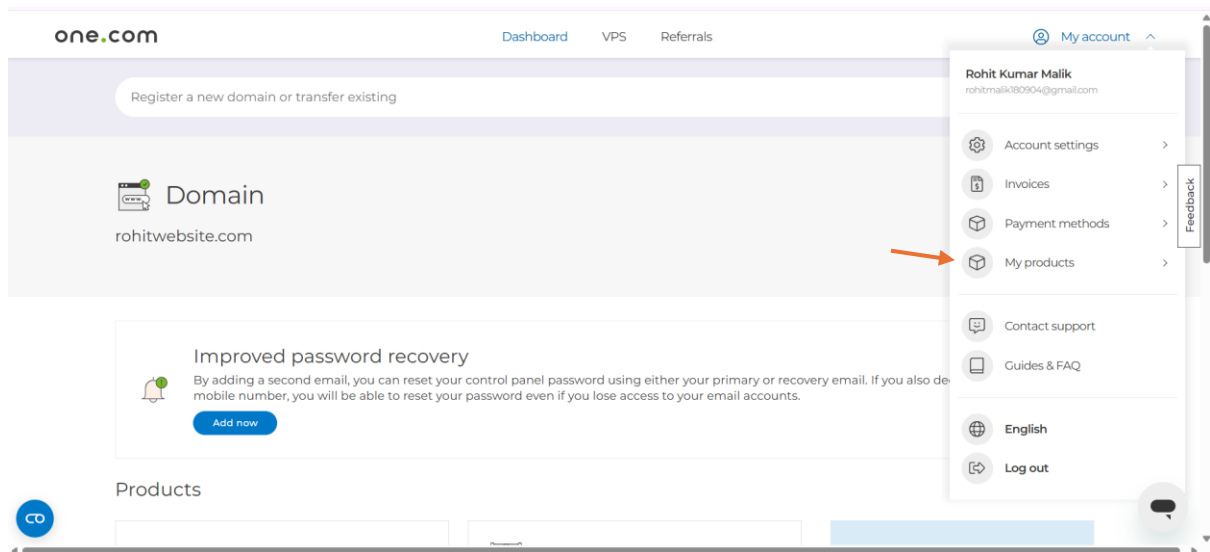 one.com
Dashboard
VPS
Referrals
My account
Register a new domain or transfer existing
Rohit Kumar Malik
rohitmalik180904@gmail.com
Account settings
Invoices
Payment methods
My products
Contact support
Guides & FAQ
English
Log out
Feedback
Domain
rohitwebsite.com
Improved password recovery
By adding a second email, you can reset your control panel password using either your primary or recovery email. If you also de
mobile number, you will be able to reset your password even if you lose access to your email accounts.
Add now
Products